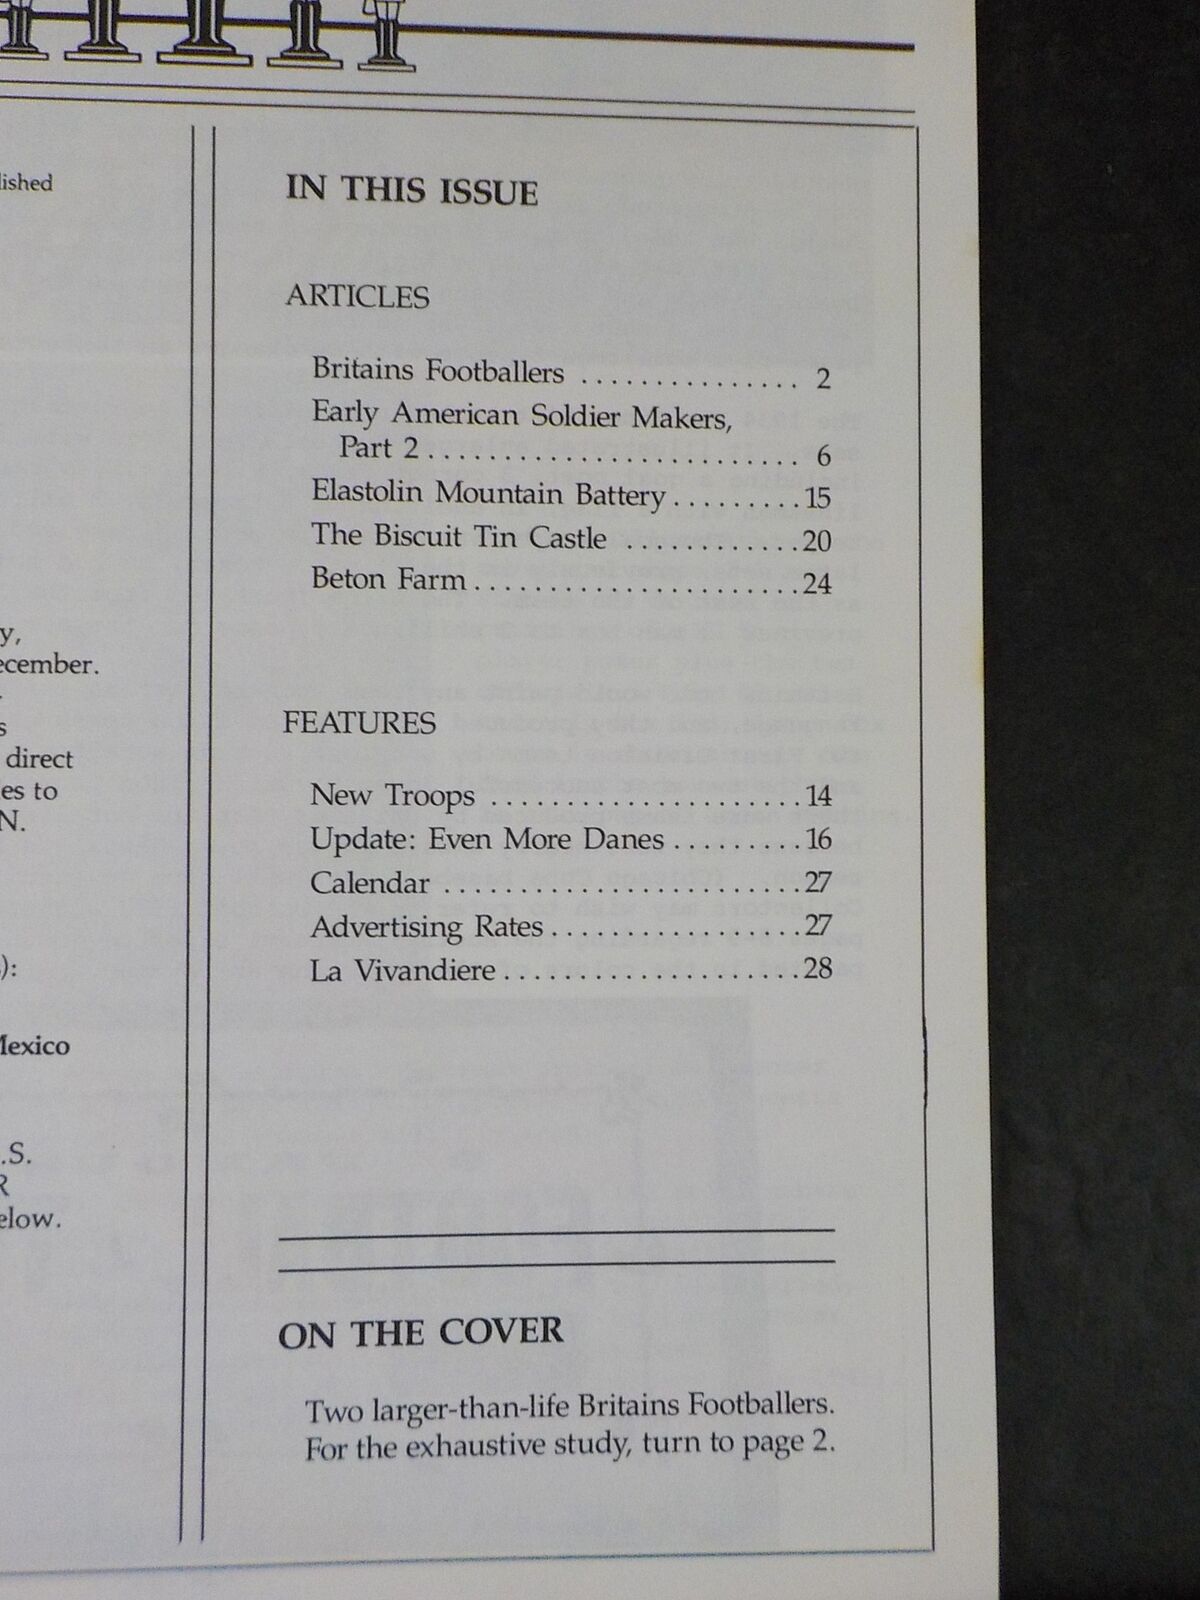 lished
y,
ecember.
s
direct
es to
N.
):
Mexico
.S.
R
elow.
IN THIS ISSUE
ARTICLES
Britains Footballers ............... 2
Early American Soldier Makers,
Part 2.......................... 6
Elastolin Mountain Battery.........15
The Biscuit Tin Castle ............20
Beton Farm.......................24
FEATURES
New Troops ......................14
Update: Even More Danes.........16
Calendar .........................27
Advertising Rates..................27
La Vivandiere.....................28
ON THE COVER
Two larger-than-life Britains Footballers.
For the exhaustive study, turn to page 2.